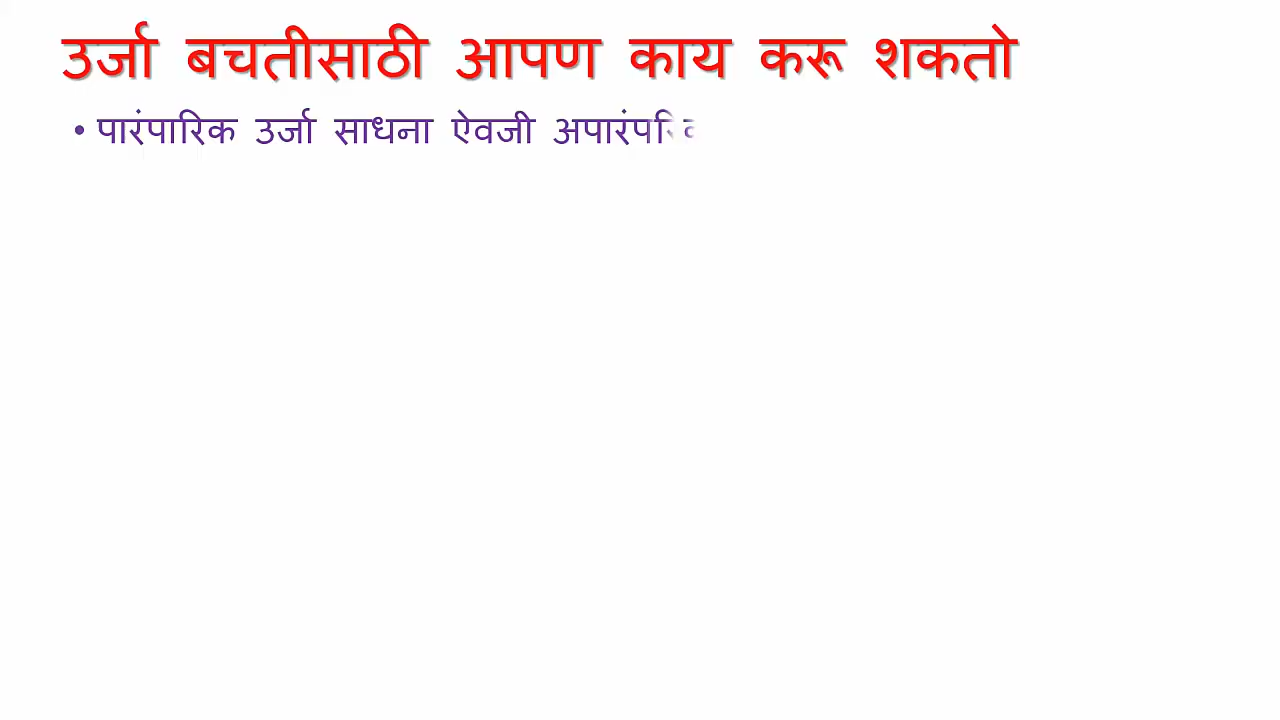 उर्जा बचतीसाठी आपण काय करू शकतो
• पारंपारिक उर्जा साधना ऐवजी